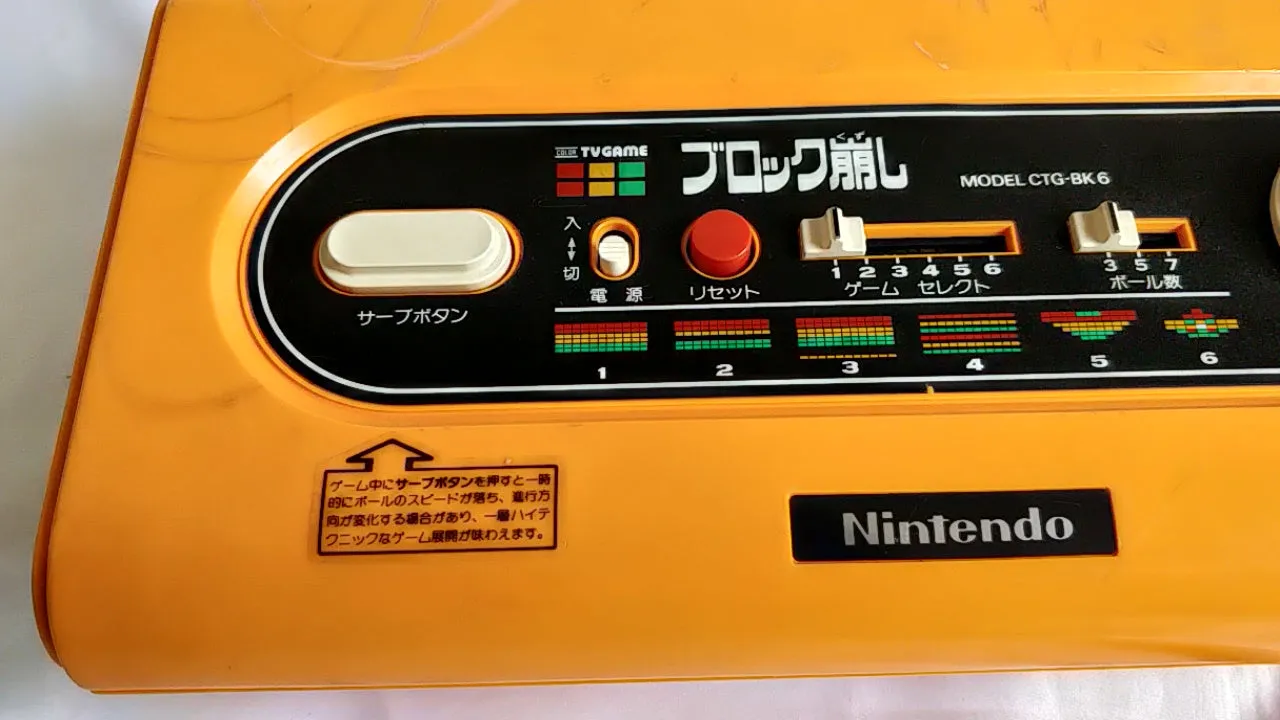 COLOR TVGAME
くず
ブロック崩し
MODEL CTG-BK6
入
切
電源
リセット
1 2 3 4 5 6
ゲーム セレクト
3 5 7
ボール数
サーブボタン
1 2 3 4 5 6
ゲーム中にサーブボタンを押すと一時
的にボールのスピードが落ち、進行方
向が変化する場合があり、一層ハイテ
クニックなゲーム展開が味わえます。
Nintendo